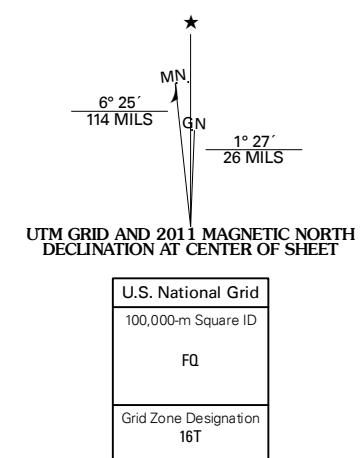 ★
MN.
6° 25´
114 MILS
GN
1° 27´
26 MILS
UTM GRID AND 2011 MAGNETIC NORTH
DECLINATION AT CENTER OF SHEET
U.S. National Grid
100,000-m Square ID
FQ
Grid Zone Designation
16T